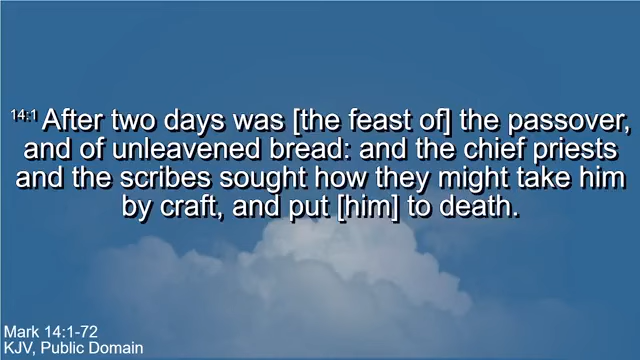 14:1 After two days was [the feast of] the passover,
and of unleavened bread: and the chief priests
and the scribes sought how they might take him
by craft, and put [him] to death.
Mark 14:1-72
KJV, Public Domain